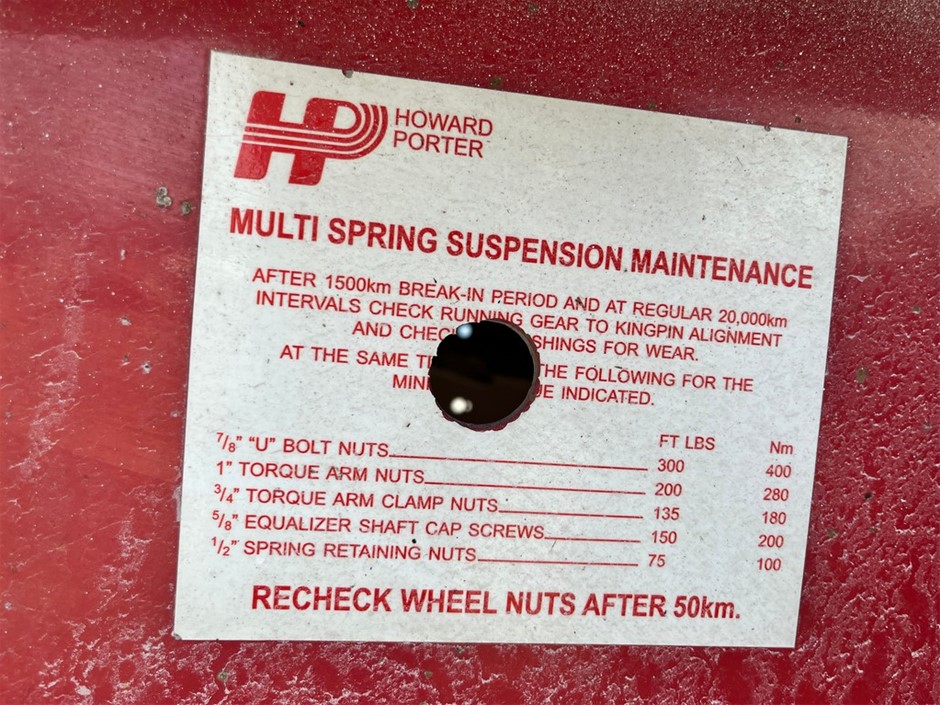 HP HOWARD
PORTER
MULTI SPRING SUSPENSION MAINTENANCE
AFTER 1500km BREAK-IN PERIOD AND AT REGULAR 20,000km
INTERVALS CHECK RUNNING GEAR TO KINGPIN ALIGNMENT
AND FOR WEAR.
AT THE SAME THE FOLLOWING FOR THE
INDICATED.
FT LBS Nm
7/8" "U" BOLT NUTS 300 400
1" TORQUE ARM NUTS 200 280
3/4" TORQUE ARM CLAMP NUTS 135 180
5/8" EQUALIZER SHAFT CAP SCREWS 150 200
1/2" SPRING RETAINING NUTS 75 100
RECHECK WHEEL NUTS AFTER 50km.